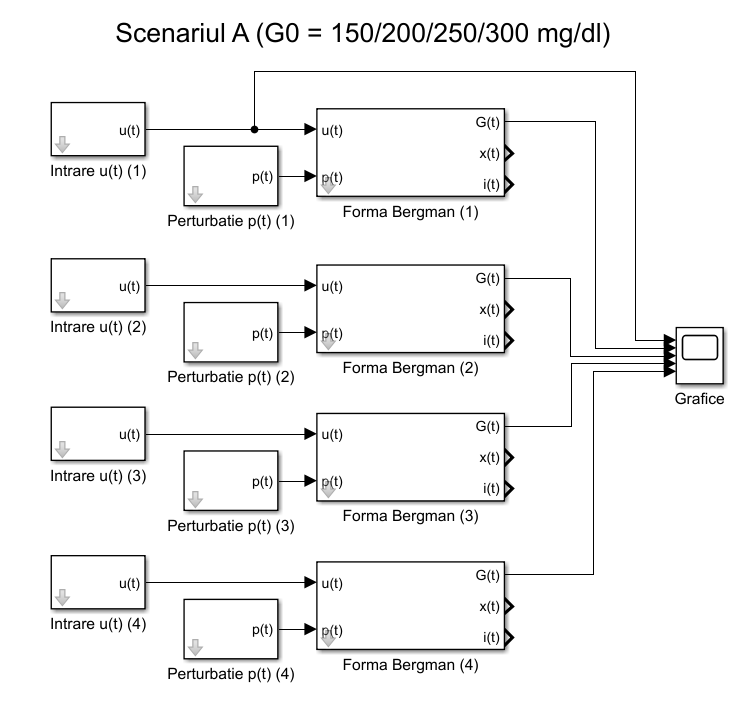 Scenariul A (G0 = 150/200/250/300 mg/dl)
u(t)
Intrare u(t) (1)
p(t)
Perturbatie p(t) (1)
u(t)
p(t)
G(t)
x(t)
i(t)
Forma Bergman (1)
u(t)
Intrare u(t) (2)
p(t)
Perturbatie p(t) (2)
u(t)
p(t)
G(t)
x(t)
i(t)
Forma Bergman (2)
Grafice
u(t)
Intrare u(t) (3)
p(t)
Perturbatie p(t) (3)
u(t)
p(t)
G(t)
x(t)
i(t)
Forma Bergman (3)
u(t)
Intrare u(t) (4)
p(t)
Perturbatie p(t) (4)
u(t)
p(t)
G(t)
x(t)
i(t)
Forma Bergman (4)